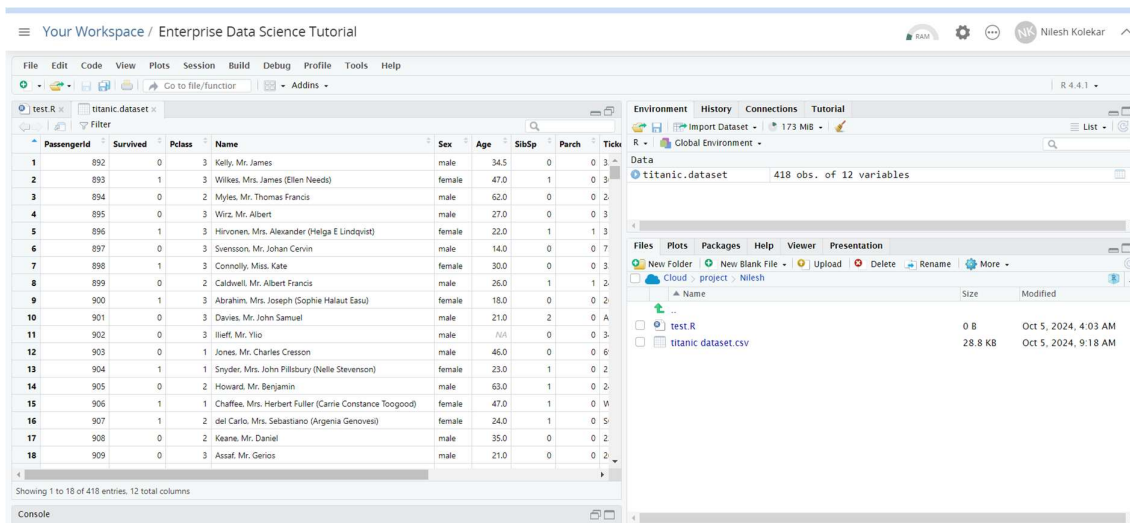 Your Workspace / Enterprise Data Science Tutorial
RAM
NK Nilesh Kolekar
File Edit Code View Plots Session Build Debug Profile Tools Help
Go to file/function Addins R 4.4.1
test.R titanic.dataset
Filter
PassengerId Survived Pclass Name Sex Age SibSp Parch
1 892 0 3 Kelly, Mr. James male 34.5 0 0
2 893 1 3 Wilkes, Mrs. James (Ellen Needs) female 47.0 1 0
3 894 0 2 Myles, Mr. Thomas Francis male 62.0 0 0
4 895 0 3 Wirz, Mr. Albert male 27.0 0 0
5 896 1 3 Hirvonen, Mrs. Alexander (Helga E Lindqvist) female 22.0 1 1
6 897 0 3 Svensson, Mr. Johan Cervin male 14.0 0 0
7 898 1 3 Connolly, Miss. Kate female 30.0 0 0
8 899 0 2 Caldwell, Mr. Albert Francis male 26.0 1 1
9 900 1 3 Abrahim, Mrs. Joseph (Sophie Halaut Easu) female 18.0 0 0
10 901 0 3 Davies, Mr. John Samuel male 21.0 2 0
11 902 0 3 Ilieff, Mr. Ylio male NA 0 0
12 903 0 1 Jones, Mr. Charles Cresson male 46.0 0 0
13 904 1 1 Snyder, Mrs. John Pillsbury (Nelle Stevenson) female 23.0 1 0
14 905 0 2 Howard, Mr. Benjamin male 63.0 1 0
15 906 1 1 Chaffee, Mrs. Herbert Fuller (Carrie Constance Toogood) female 47.0 1 0
16 907 1 2 del Carlo, Mrs. Sebastiano (Argenia Genovesi) female 24.0 1 0
17 908 0 2 Keane, Mr. Daniel male 35.0 0 0
18 909 0 3 Assaf, Mr. Gerios male 21.0 0 0
Showing 1 to 18 of 418 entries, 12 total columns
Console
Environment History Connections Tutorial
Import Dataset 173 MiB List
R Global Environment
Data
titanic.dataset 418 obs. of 12 variables
Files Plots Packages Help Viewer Presentation
New Folder New Blank File Upload Delete Rename More
Cloud > project > Nilesh
Name Size Modified
..
test.R 0 B Oct 5, 2024, 4:03 AM
titanic dataset.csv 28.8 KB Oct 5, 2024, 9:18 AM